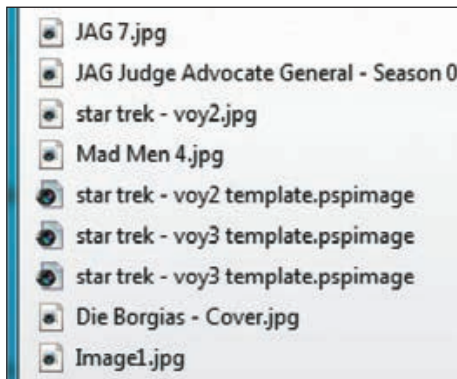 JAG 7.jpg
JAG Judge Advocate General - Season 0
star trek - voy2.jpg
Mad Men 4.jpg
star trek - voy2 template.pspimage
star trek - voy3 template.pspimage
star trek - voy3 template.pspimage
Die Borgias - Cover.jpg
Image1.jpg